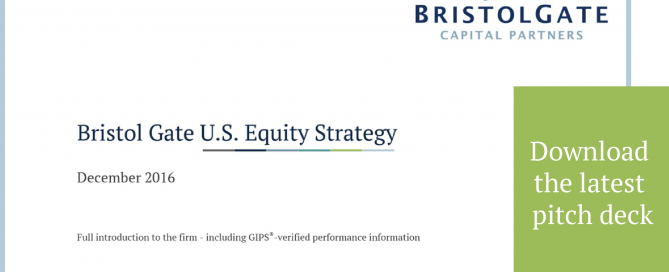 BRISTOLGATE
CAPITAL PARTNERS
Bristol Gate U.S. Equity Strategy
December 2016
Full introduction to the firm - including GIPS®-verified performance information
Download
the latest
pitch deck